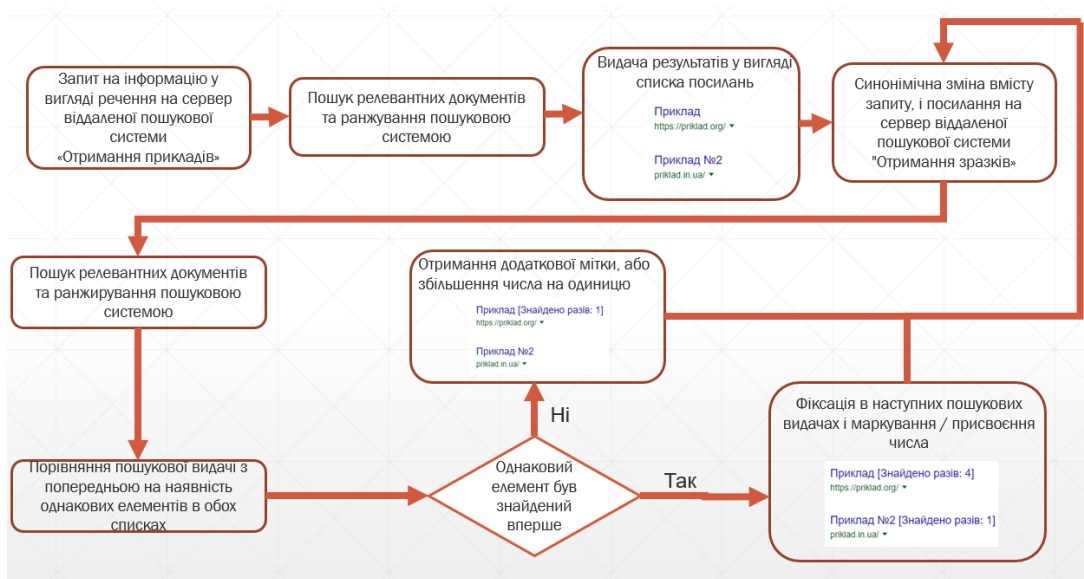 Запит на інформацію у
вигляді речення на сервер
віддаленої пошукової
системи
«Отримання прикладів»
Пошук релевантних документів
та ранжування пошуковою
системою
Видача результатів у вигляді
списка посилань
Приклад
https://priklad.org/
Приклад №2
priklad.in.ua/
Синонімічна зміна вмісту
запиту, і посилання на
сервер віддаленої
пошукової системи
"Отримання зразків»
Пошук релевантних документів
та ранжирування пошуковою
системою
Отримання додаткової мітки, або
збільшення числа на одиницю
Приклад [Знайдено разів: 1]
https://priklad.org/
Приклад №2
priklad.in.ua/
Ні
Порівняння пошукової видачі з
попередньою на наявність
однакових елементів в обох
списках
Однаковий
елемент був
знайдений
вперше
Так
Фіксація в наступних пошукових
видачах і маркування / присвоєння
числа
Приклад [Знайдено разів: 4]
https://priklad.org/
Приклад №2 [Знайдено разів: 1]
priklad.in.ua/